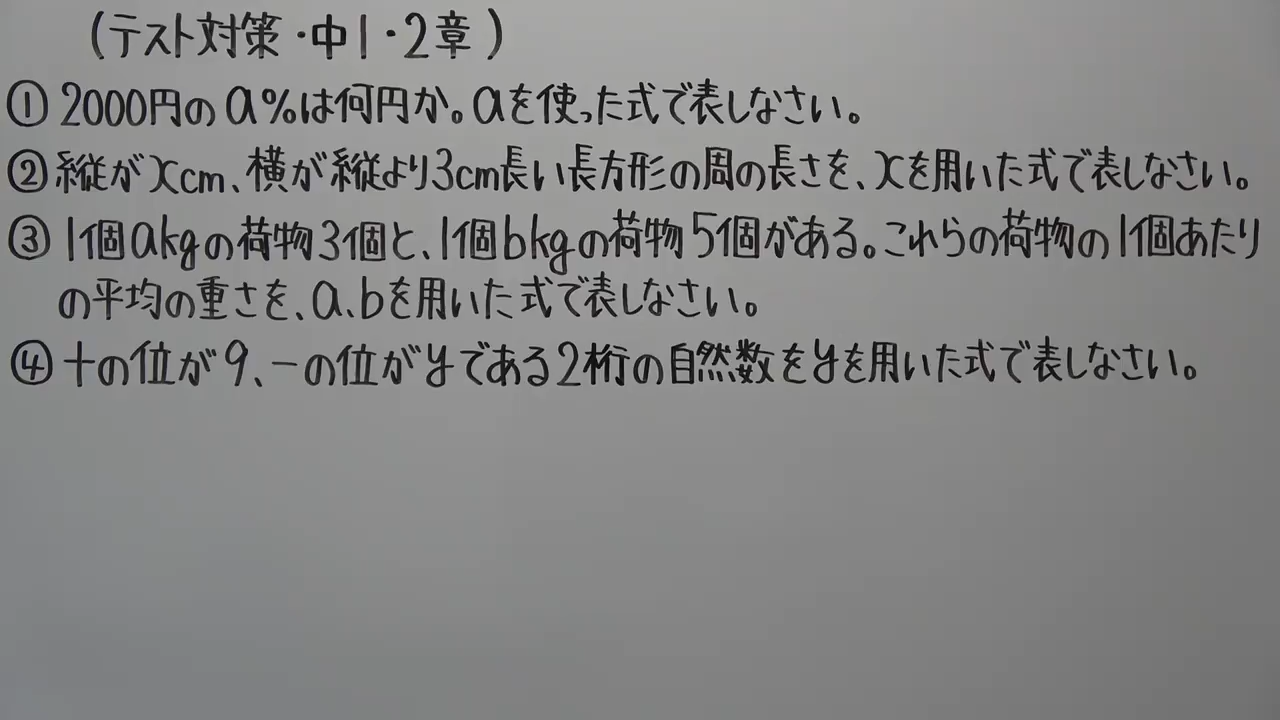 (テスト対策・中1・2章)
① 2000円のa%は何円か。aを使った式で表しなさい。
② 縦がxcm、横が縦より3cm長い長方形の周の長さを、xを用いた式で表しなさい。
③ 1個akgの荷物3個と、1個bkgの荷物5個がある。これらの荷物の1個あたり
の平均の重さを、a、bを用いた式で表しなさい。
④ 十の位が9、一の位がyである2桁の自然数をyを用いた式で表しなさい。